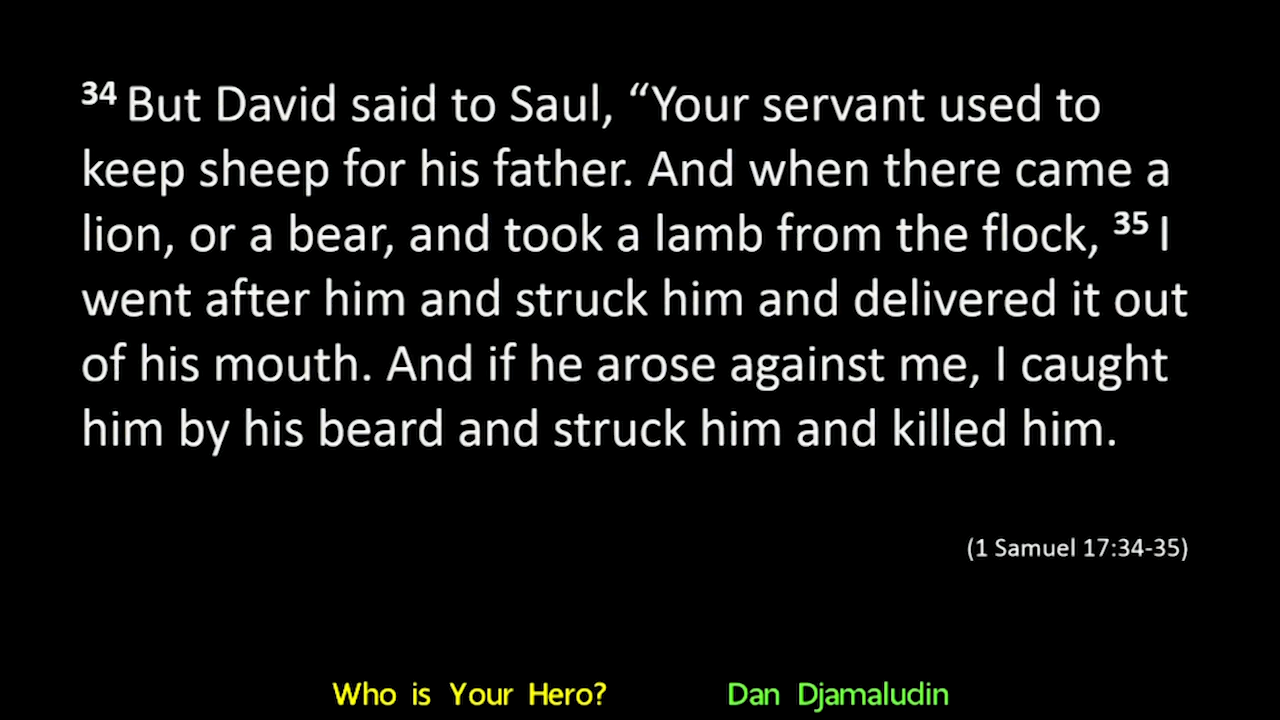 34 But David said to Saul, “Your servant used to
keep sheep for his father. And when there came a
lion, or a bear, and took a lamb from the flock, 35 I
went after him and struck him and delivered it out
of his mouth. And if he arose against me, I caught
him by his beard and struck him and killed him.
(1 Samuel 17:34-35)
Who is Your Hero? Dan Djamaludin